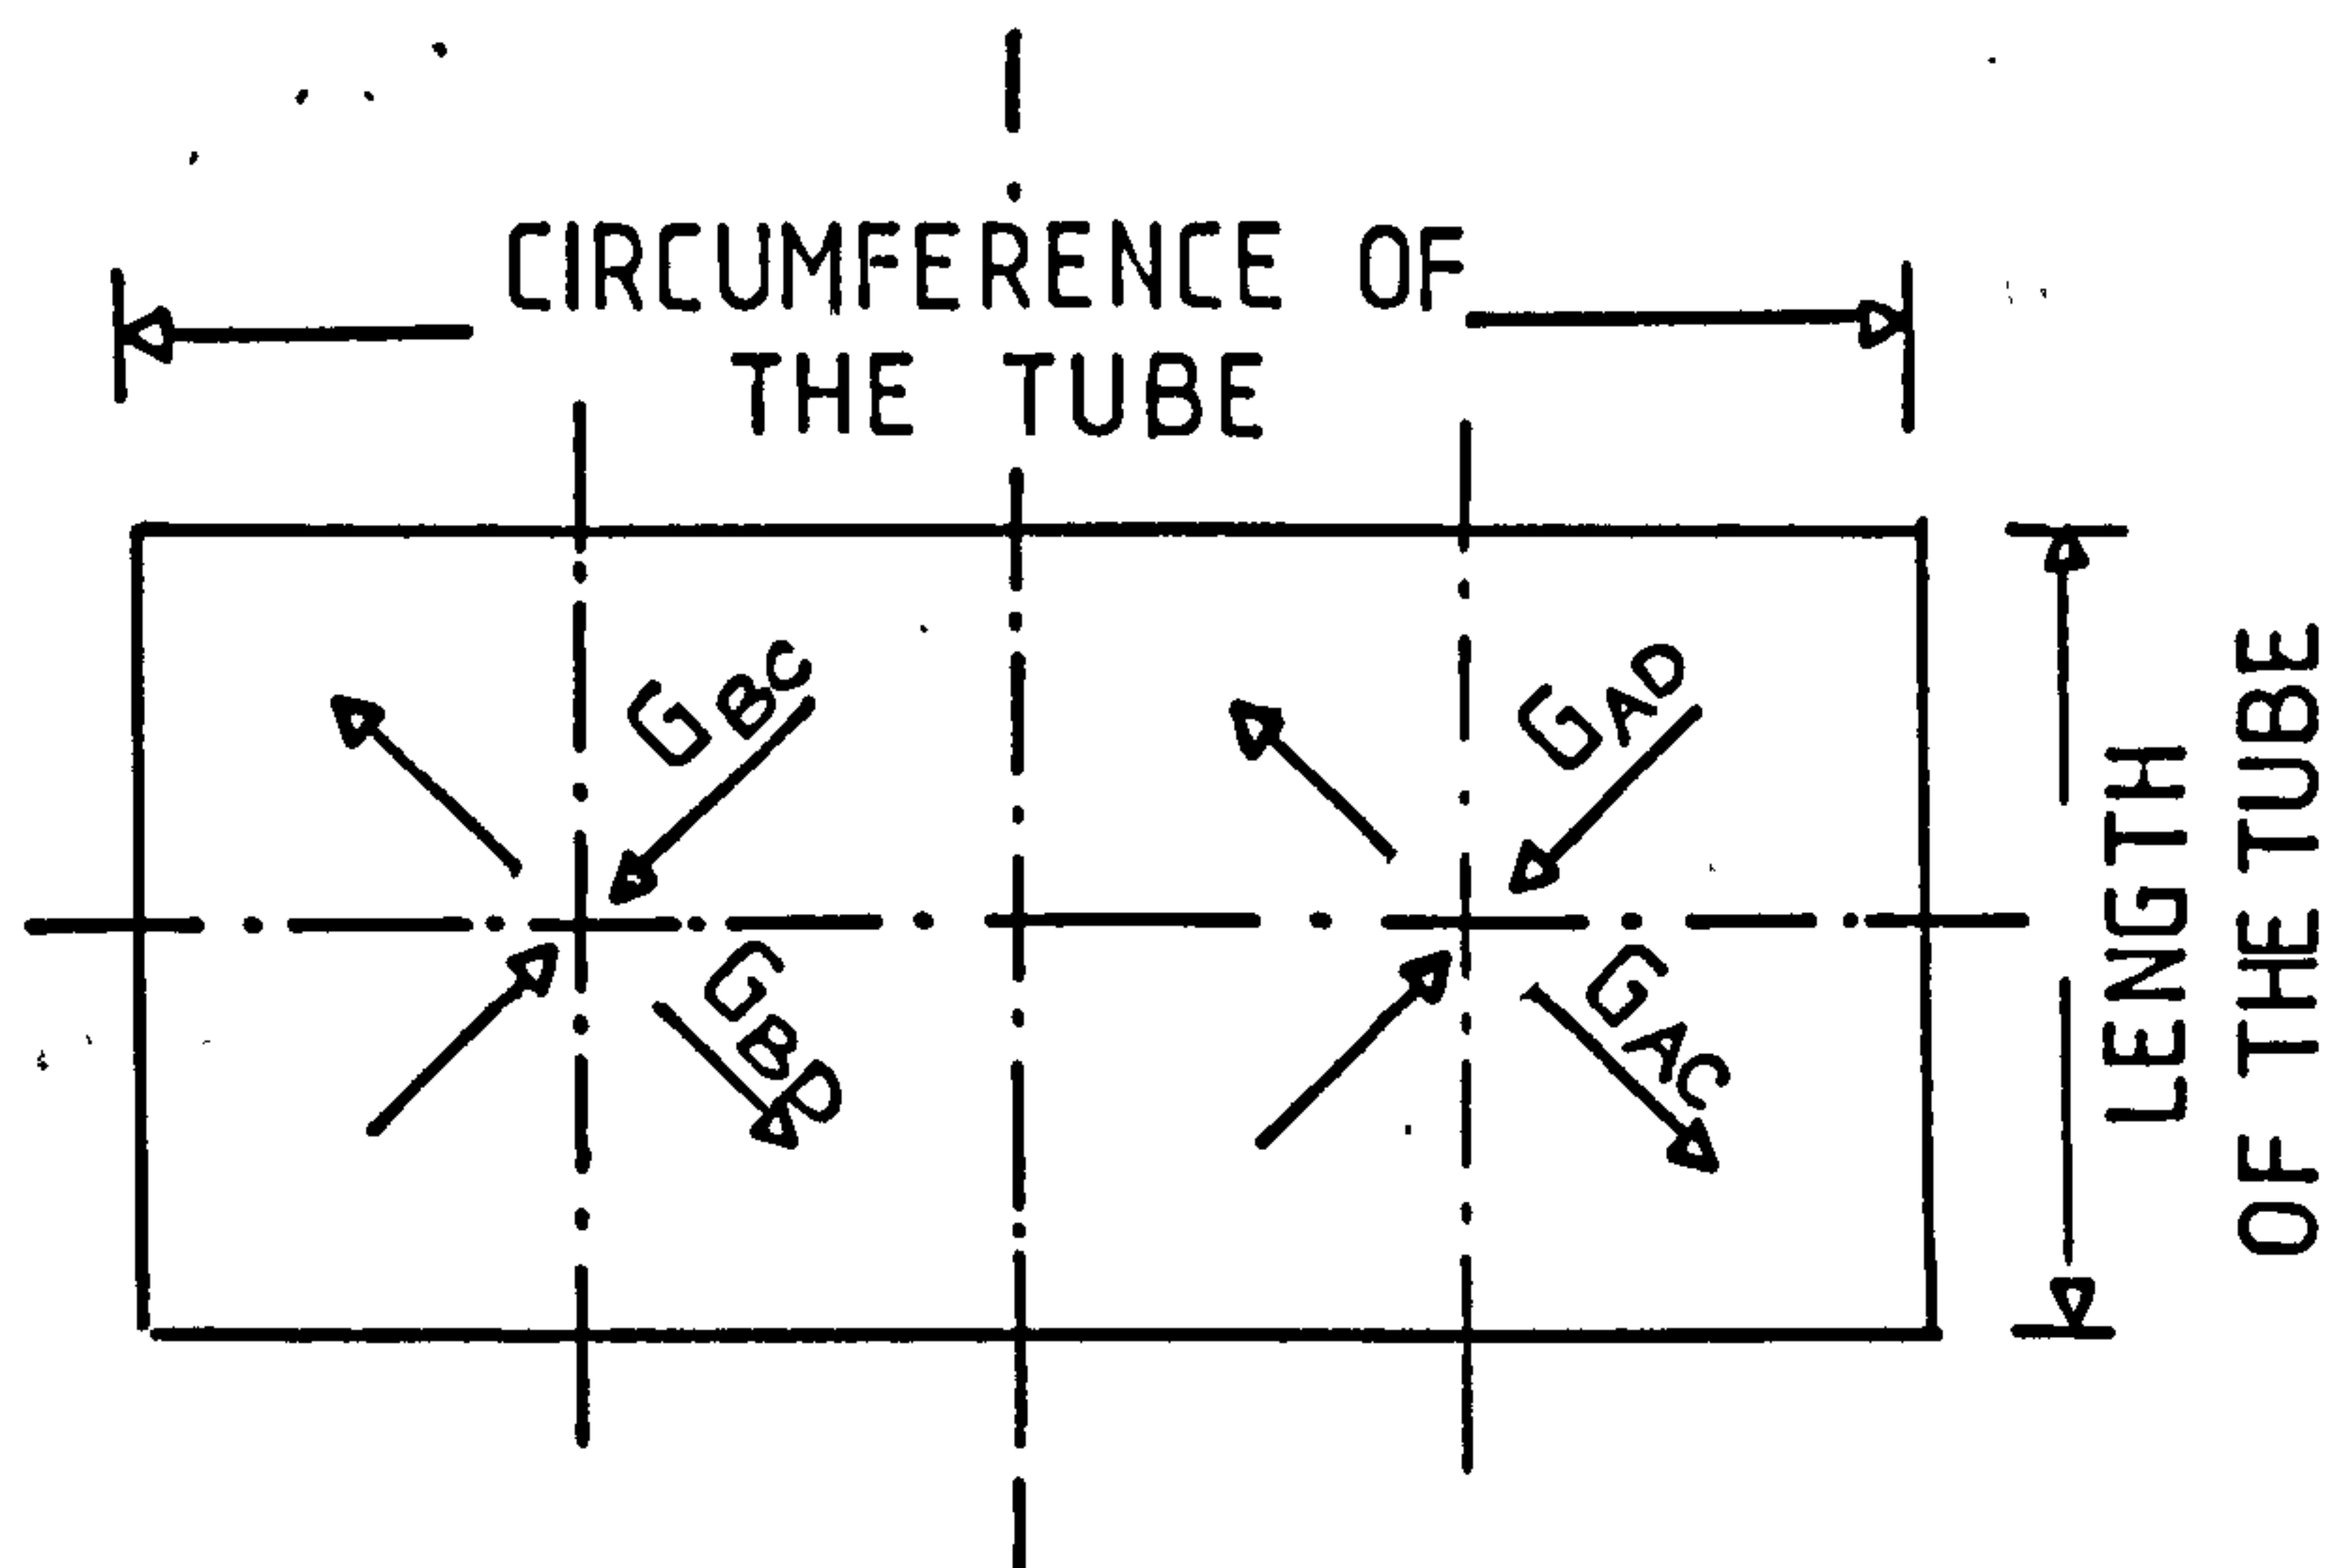 CIRCUMFERENCE OF
THE TUBE
GBC
GAD
GBD
GAC
LENGTH
OF THE TUBE